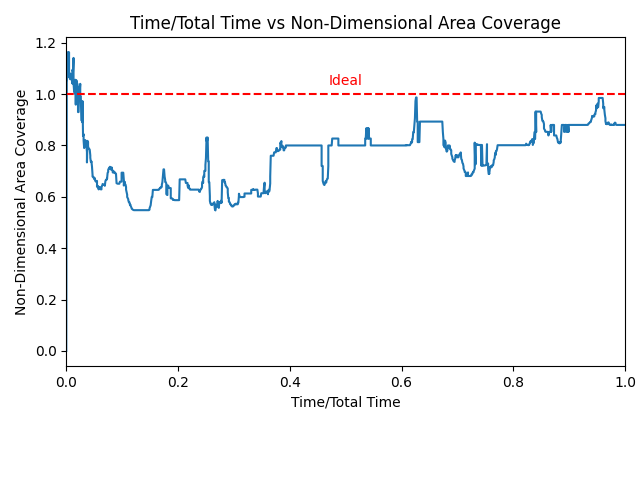 Time/Total Time vs Non-Dimensional Area Coverage
Non-Dimensional Area Coverage
1.2
1.0
0.8
0.6
0.4
0.2
0.0
Ideal
0.0 0.2 0.4 0.6 0.8 1.0
Time/Total Time